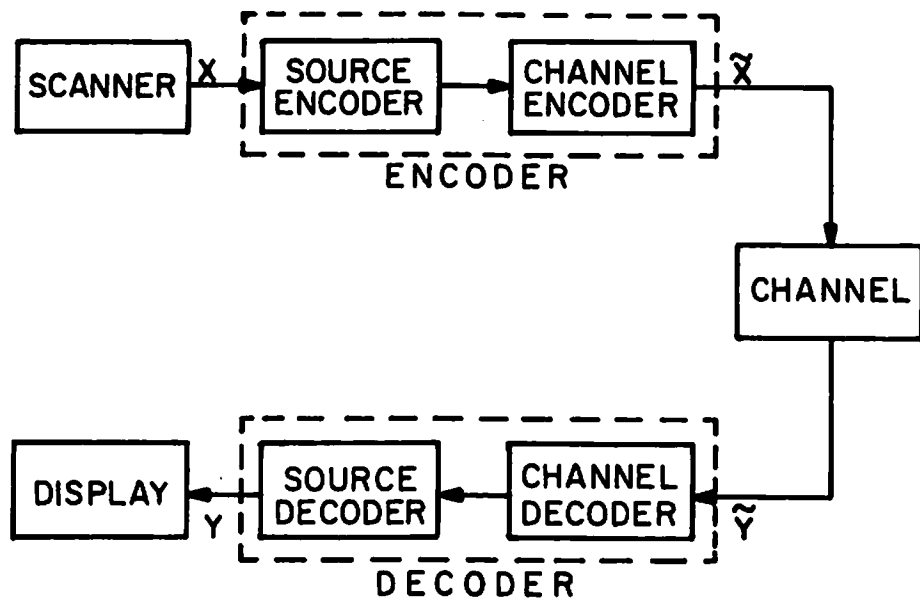 SCANNER
X
SOURCE
ENCODER
CHANNEL
ENCODER
X̃
ENCODER
CHANNEL
DISPLAY
Y
SOURCE
DECODER
CHANNEL
DECODER
Ỹ
DECODER